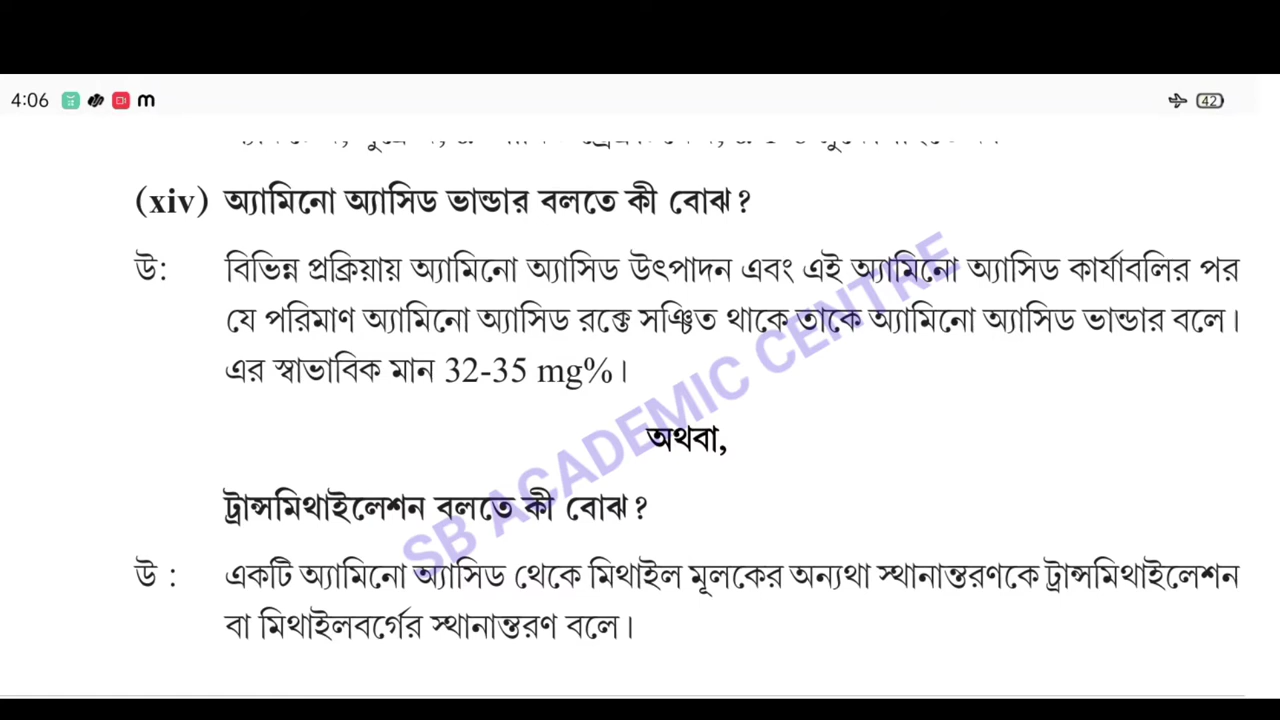 4:06 m 42
(xiv) অ্যামিনো অ্যাসিড ভান্ডার বলতে কী বোঝ?
উ: বিভিন্ন প্রক্রিয়ায় অ্যামিনো অ্যাসিড উৎপাদন এবং এই অ্যামিনো অ্যাসিড কার্যাবলির পর
যে পরিমাণ অ্যামিনো অ্যাসিড রক্তে সঞ্চিত থাকে তাকে অ্যামিনো অ্যাসিড ভান্ডার বলে।
এর স্বাভাবিক মান 32-35 mg%।
অথবা,
ট্রান্সমিথাইলেশন বলতে কী বোঝ?
উ : একটি অ্যামিনো অ্যাসিড থেকে মিথাইল মূলকের অন্যথা স্থানান্তরণকে ট্রান্সমিথাইলেশন
বা মিথাইলবর্গের স্থানান্তরণ বলে।
SB ACADEMIC CENTRE